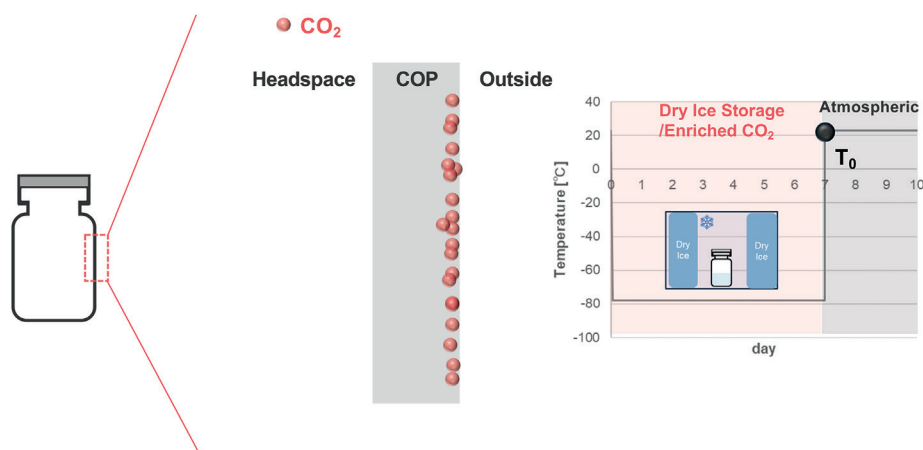 CO₂
Headspace
COP
Outside
Dry Ice Storage
/Enriched CO₂
Atmospheric
T₀
Temperature [℃]
40
20
0
-20
-40
-60
-80
-100
0 1 2 3 4 5 6 7 8 9 10
Dry
Ice
Dry
Ice
day